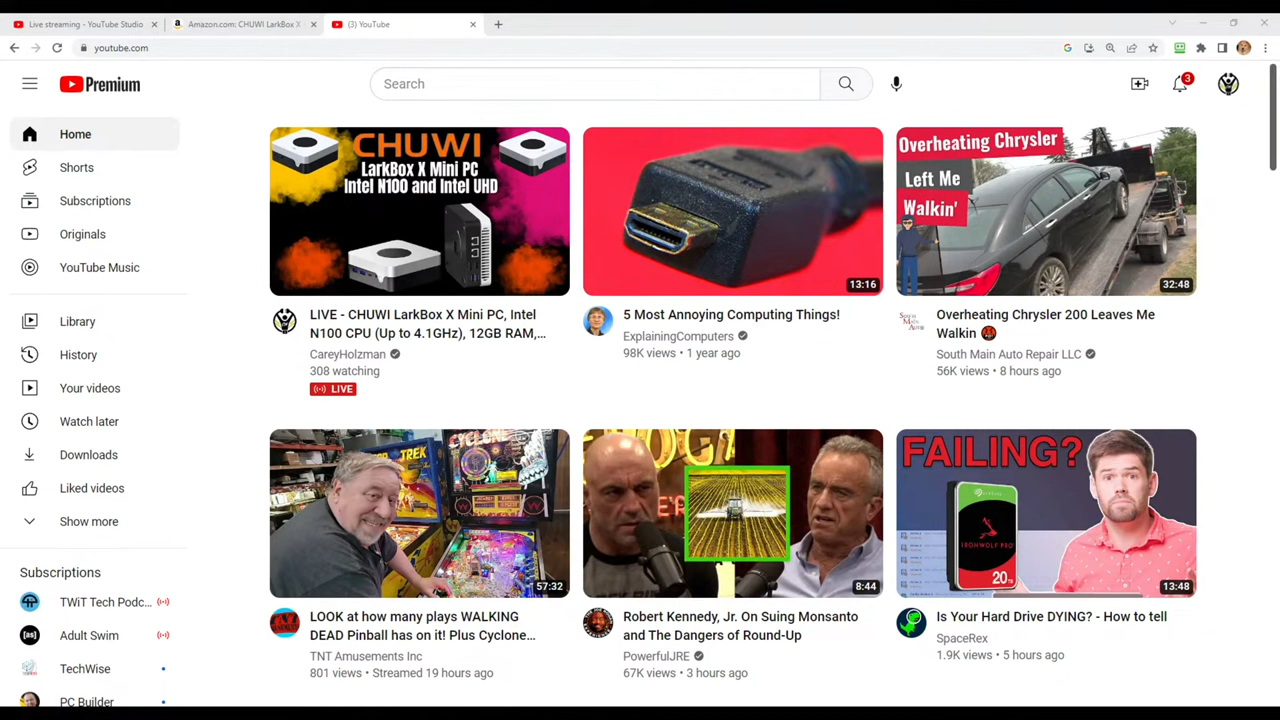 Live streaming - YouTube Studio
Amazon.com: CHUWI LarkBox X
(3) YouTube
youtube.com
Premium
Search
3
Home
Shorts
Subscriptions
Originals
YouTube Music
Library
History
Your videos
Watch later
Downloads
Liked videos
Show more
Subscriptions
TWiT Tech Podc...
Adult Swim
TechWise
PC Builder
CHUWI
LarkBox X Mini PC
Intel N100 and Intel UHD
LIVE - CHUWI LarkBox X Mini PC, Intel
N100 CPU (Up to 4.1GHz), 12GB RAM,...
CareyHolzman
308 watching
LIVE
13:16
5 Most Annoying Computing Things!
ExplainingComputers
98K views • 1 year ago
Overheating Chrysler
Left Me
Walkin'
32:48
Overheating Chrysler 200 Leaves Me
Walkin
South Main Auto Repair LLC
56K views • 8 hours ago
CYCLONE
TREK
57:32
LOOK at how many plays WALKING
DEAD Pinball has on it! Plus Cyclone...
TNT Amusements Inc
801 views • Streamed 19 hours ago
8:44
Robert Kennedy, Jr. On Suing Monsanto
and The Dangers of Round-Up
PowerfulJRE
67K views • 3 hours ago
FAILING?
IRONWOLF PRO
20TB
13:48
Is Your Hard Drive DYING? - How to tell
SpaceRex
1.9K views • 5 hours ago